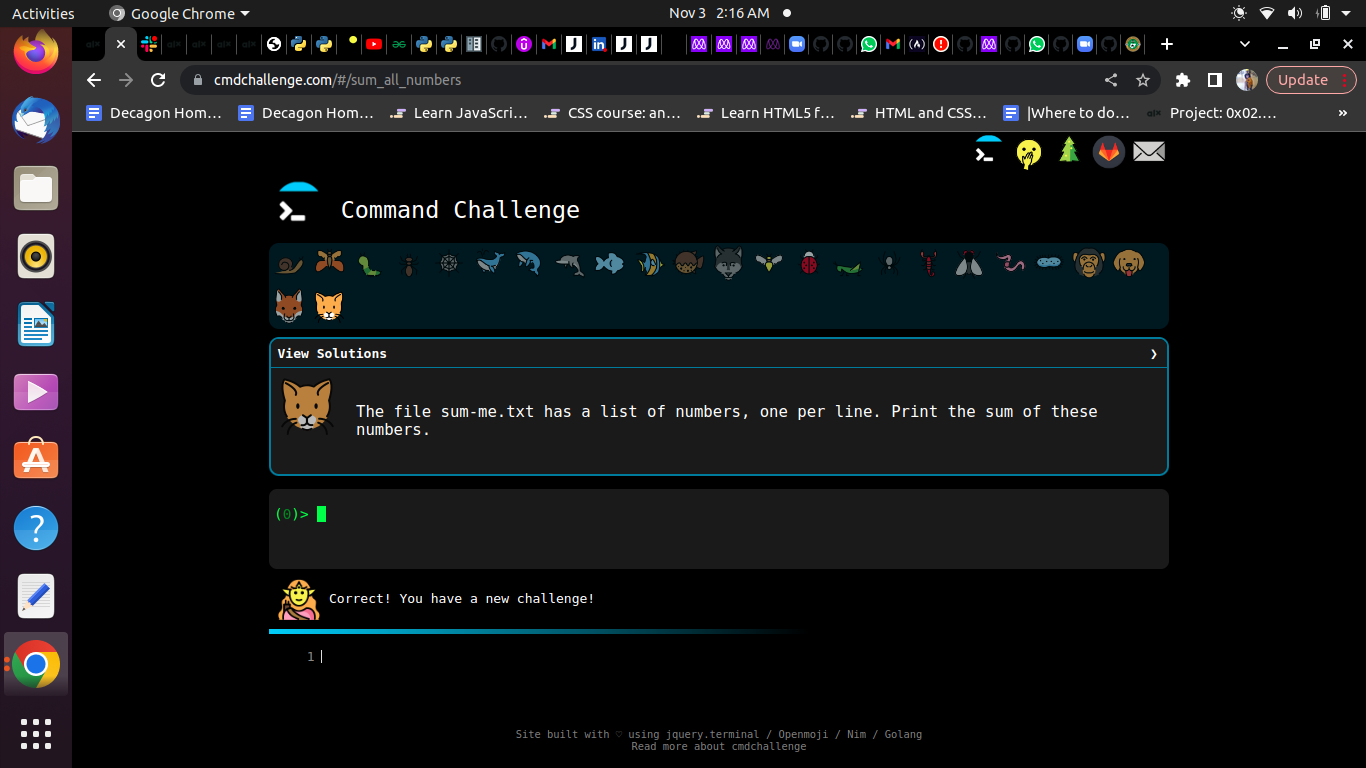 Activities
Google Chrome
Nov 3 2:16 AM
cmdchallenge.com/#/sum_all_numbers
Update
Decagon Hom...
Decagon Hom...
Learn JavaScri...
CSS course: an...
Learn HTML5 f...
HTML and CSS...
|Where to do...
Project: 0x02....
»
Command Challenge
View Solutions ❯
The file sum-me.txt has a list of numbers, one per line. Print the sum of these
numbers.
(0)>
Correct! You have a new challenge!
1
Site built with ♡ using jquery.terminal / Openmoji / Nim / Golang
Read more about cmdchallenge